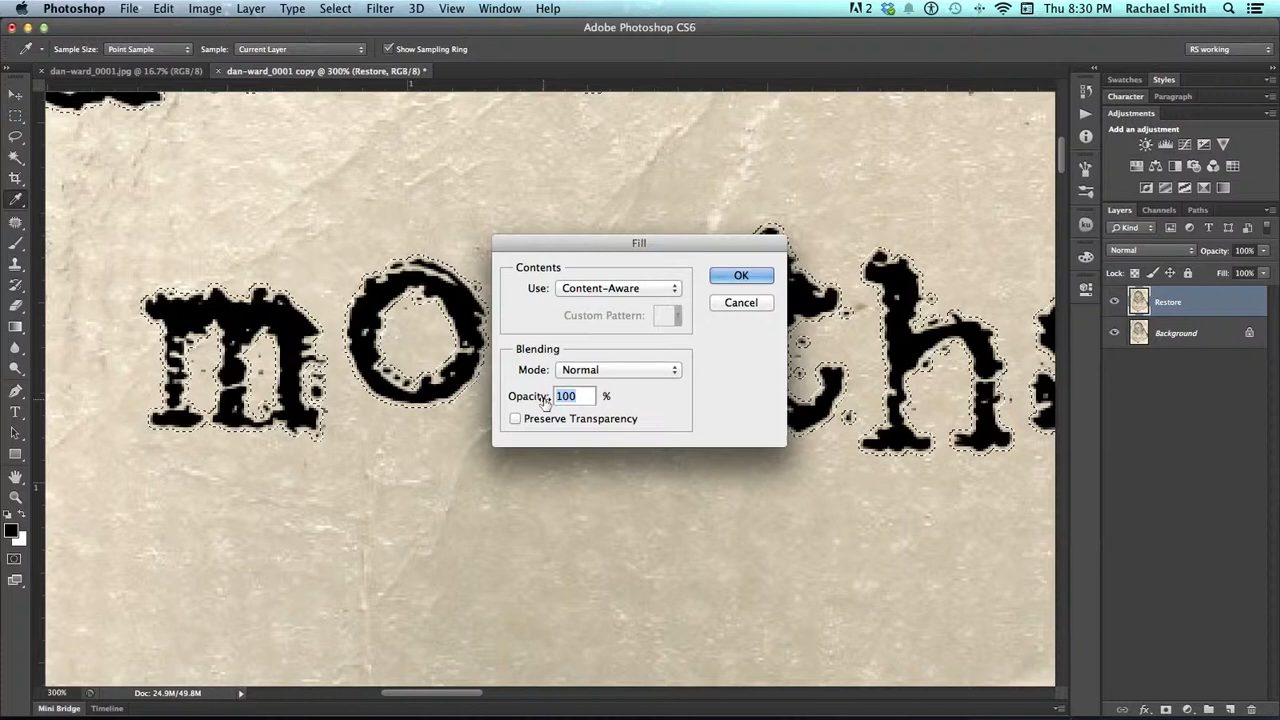 Photoshop File Edit Image Layer Type Select Filter 3D View Window Help 2 Thu 8:30 PM Rachael Smith
Adobe Photoshop CS6
Sample Size: Point Sample Sample: Current Layer Show Sampling Ring RS working
dan-ward_0001.jpg @ 16.7% (RGB/8) dan-ward_0001 copy @ 300% (Restore, RGB/8) *
Swatches Styles
Character Paragraph
Adjustments
Add an adjustment
Layers Channels Paths
Kind
Normal Opacity: 100%
Lock: Fill: 100%
Restore
Background
1
1
Fill
Contents
Use: Content-Aware
Custom Pattern:
OK
Cancel
Blending
Mode: Normal
Opacity: 100 %
Preserve Transparency
mo
h
300% Doc: 24.9M/49.8M
Mini Bridge Timeline